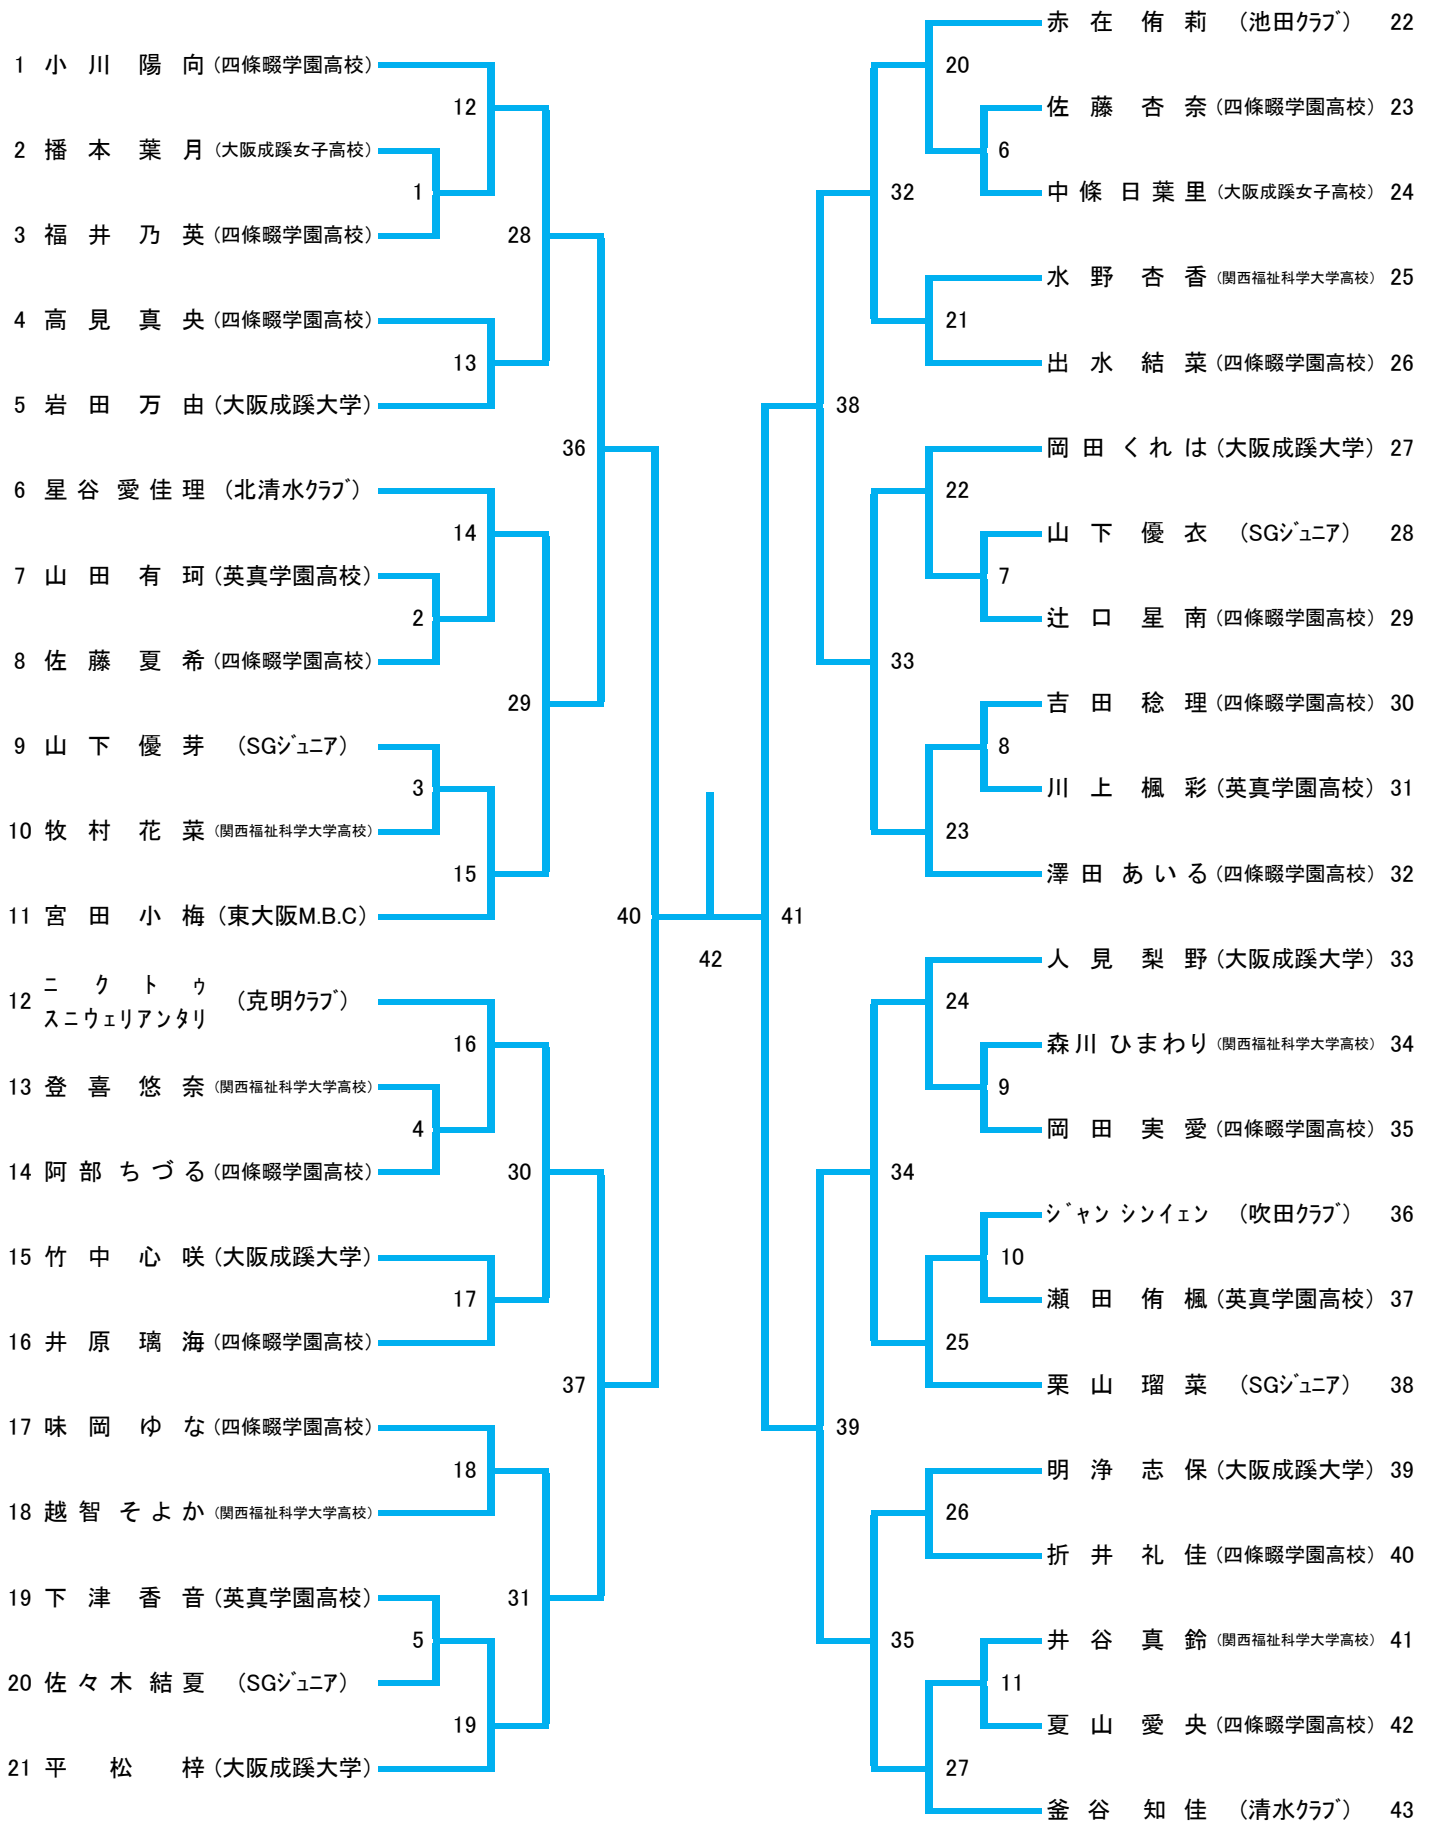 1 小川 陽向 (四條畷学園高校)
12
2 播本 葉月 (大阪成蹊女子高校)
1
3 福井 乃英 (四條畷学園高校)
28
4 高見 真央 (四條畷学園高校)
13
5 岩田 万由 (大阪成蹊大学)
36
6 星谷 愛佳理 (北清水クラブ)
14
7 山田 有珂 (英真学園高校)
2
8 佐藤 夏希 (四條畷学園高校)
29
9 山下 優芽 (SGジュニア)
3
10 牧村 花菜 (関西福祉科学大学高校)
15
11 宮田 小梅 (東大阪M.B.C)
40
12 ニクトゥ スニウェリアンタリ (克明クラブ)
16
13 登喜 悠奈 (関西福祉科学大学高校)
4
14 阿部 ちづる (四條畷学園高校)
30
15 竹中 心咲 (大阪成蹊大学)
17
16 井原 璃海 (四條畷学園高校)
37
17 味岡 ゆな (四條畷学園高校)
18
18 越智 そよか (関西福祉科学大学高校)
19 下津 香音 (英真学園高校)
31
5
20 佐々木 結夏 (SGジュニア)
19
21 平松 梓 (大阪成蹊大学)
42
赤在 侑莉 (池田クラブ) 22
20
佐藤 杏奈 (四條畷学園高校) 23
6
中條 日葉里 (大阪成蹊女子高校) 24
32
水野 杏香 (関西福祉科学大学高校) 25
21
出水 結菜 (四條畷学園高校) 26
38
岡田 くれは (大阪成蹊大学) 27
22
山下 優衣 (SGジュニア) 28
7
辻口 星南 (四條畷学園高校) 29
33
吉田 稔理 (四條畷学園高校) 30
8
川上 楓彩 (英真学園高校) 31
23
澤田 あいる (四條畷学園高校) 32
41
人見 梨野 (大阪成蹊大学) 33
24
森川 ひまわり (関西福祉科学大学高校) 34
9
岡田 実愛 (四條畷学園高校) 35
34
ジャン シンイェン (吹田クラブ) 36
10
瀬田 侑楓 (英真学園高校) 37
25
栗山 瑠菜 (SGジュニア) 38
39
明浄 志保 (大阪成蹊大学) 39
26
折井 礼佳 (四條畷学園高校) 40
35
井谷 真鈴 (関西福祉科学大学高校) 41
11
夏山 愛央 (四條畷学園高校) 42
27
釜谷 知佳 (清水クラブ) 43